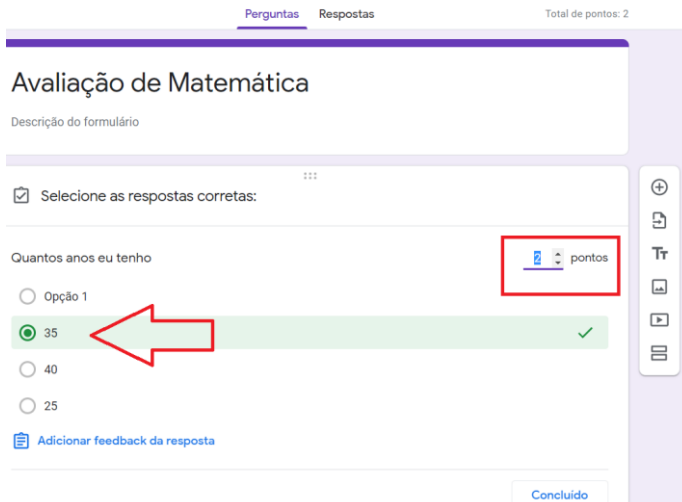 Perguntas Respostas Total de pontos: 2
Avaliação de Matemática
Descrição do formulário
Selecione as respostas corretas:
Quantos anos eu tenho 2 pontos
Opção 1
35
40
25
Adicionar feedback da resposta
Concluído